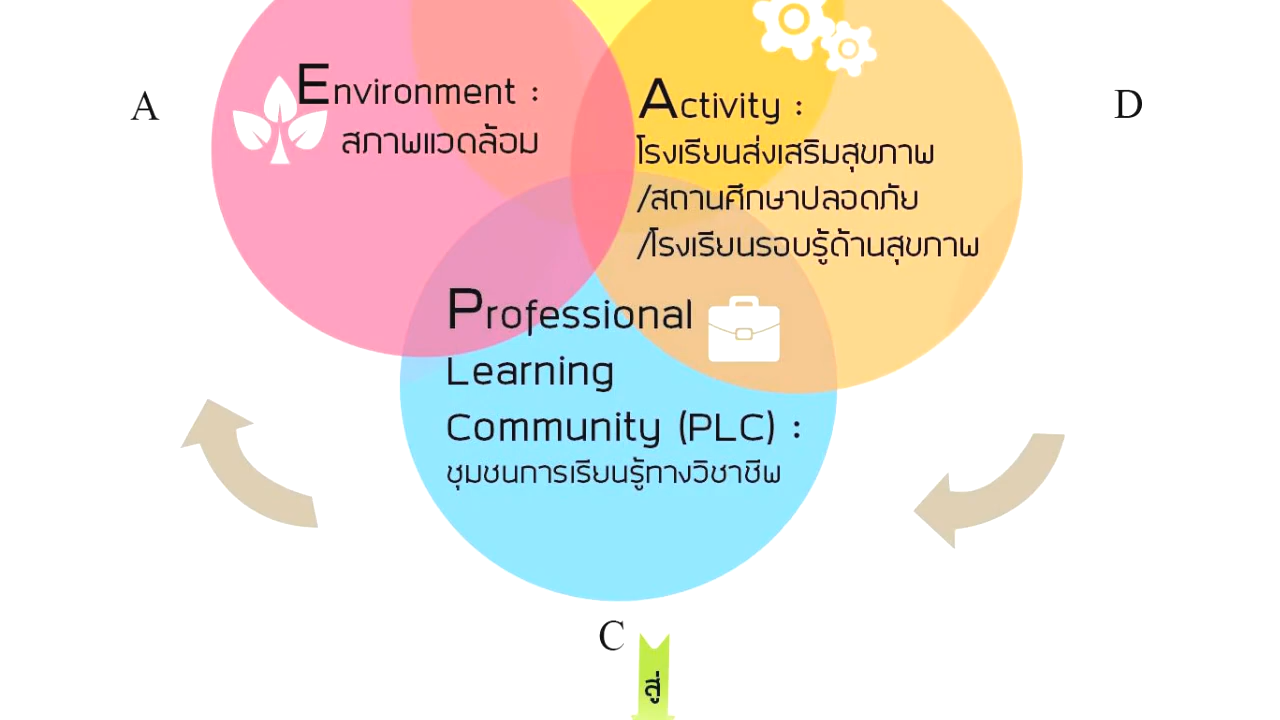 A
Environment :
สภาพแวดล้อม
Activity :
โรงเรียนส่งเสริมสุขภาพ
/สถานศึกษาปลอดภัย
/โรงเรียนรอบรู้ด้านสุขภาพ
D
Professional
Learning
Community (PLC) :
ชุมชนการเรียนรู้ทางวิชาชีพ
C
สู่